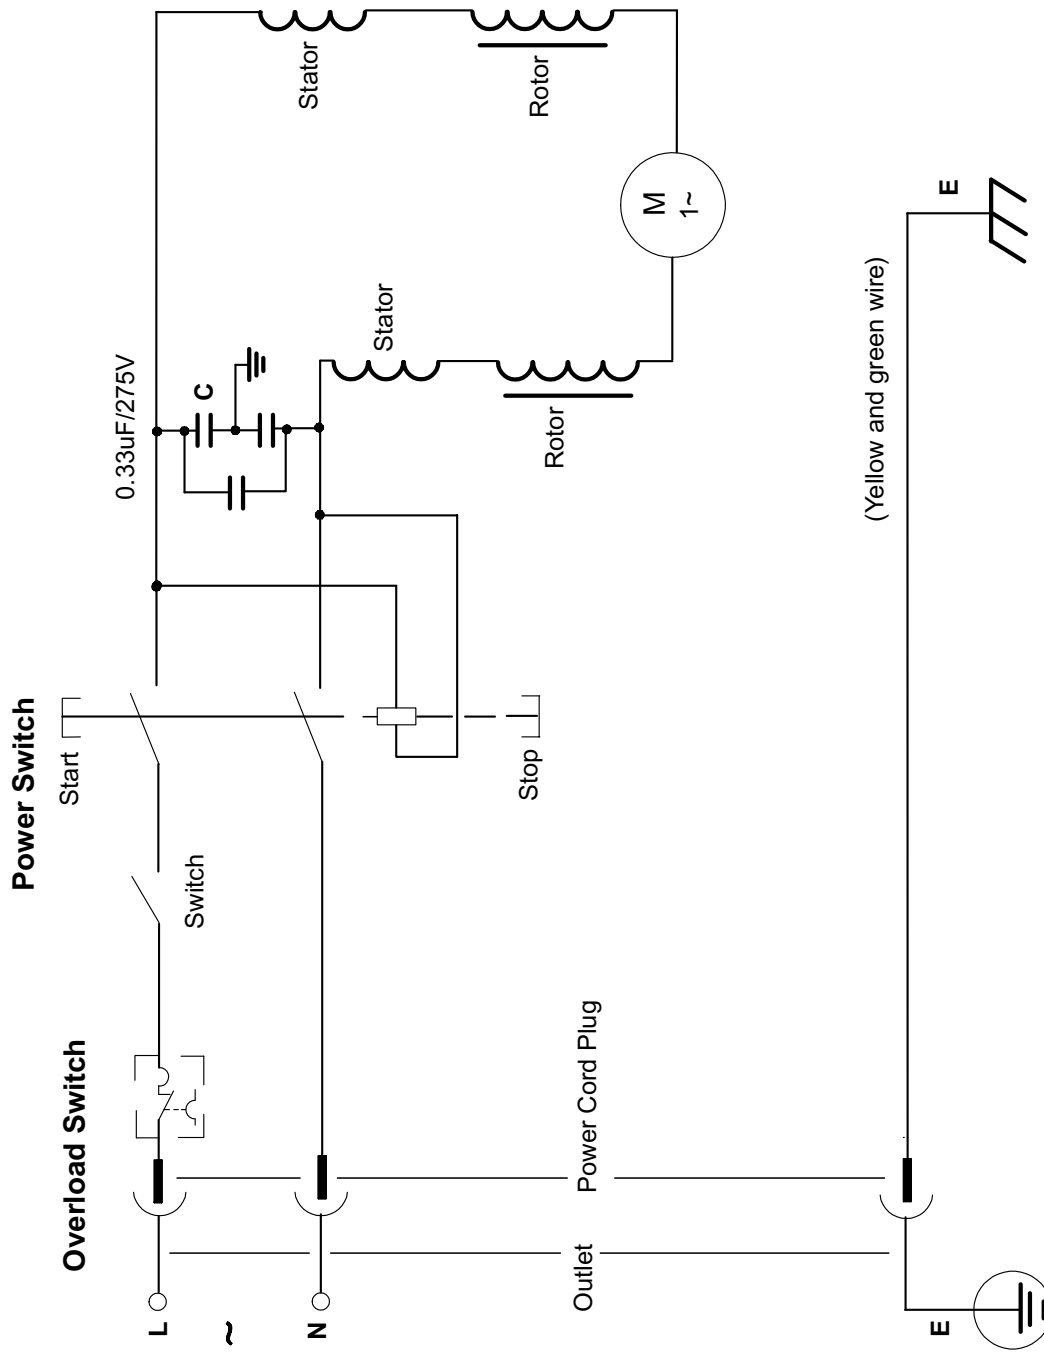 Power Switch
Overload Switch
Start
Stop
Switch
0.33uF/275V
C
Stator
Rotor
Stator
Rotor
M
1~
L
~
N
Outlet
Power Cord Plug
(Yellow and green wire)
E
E